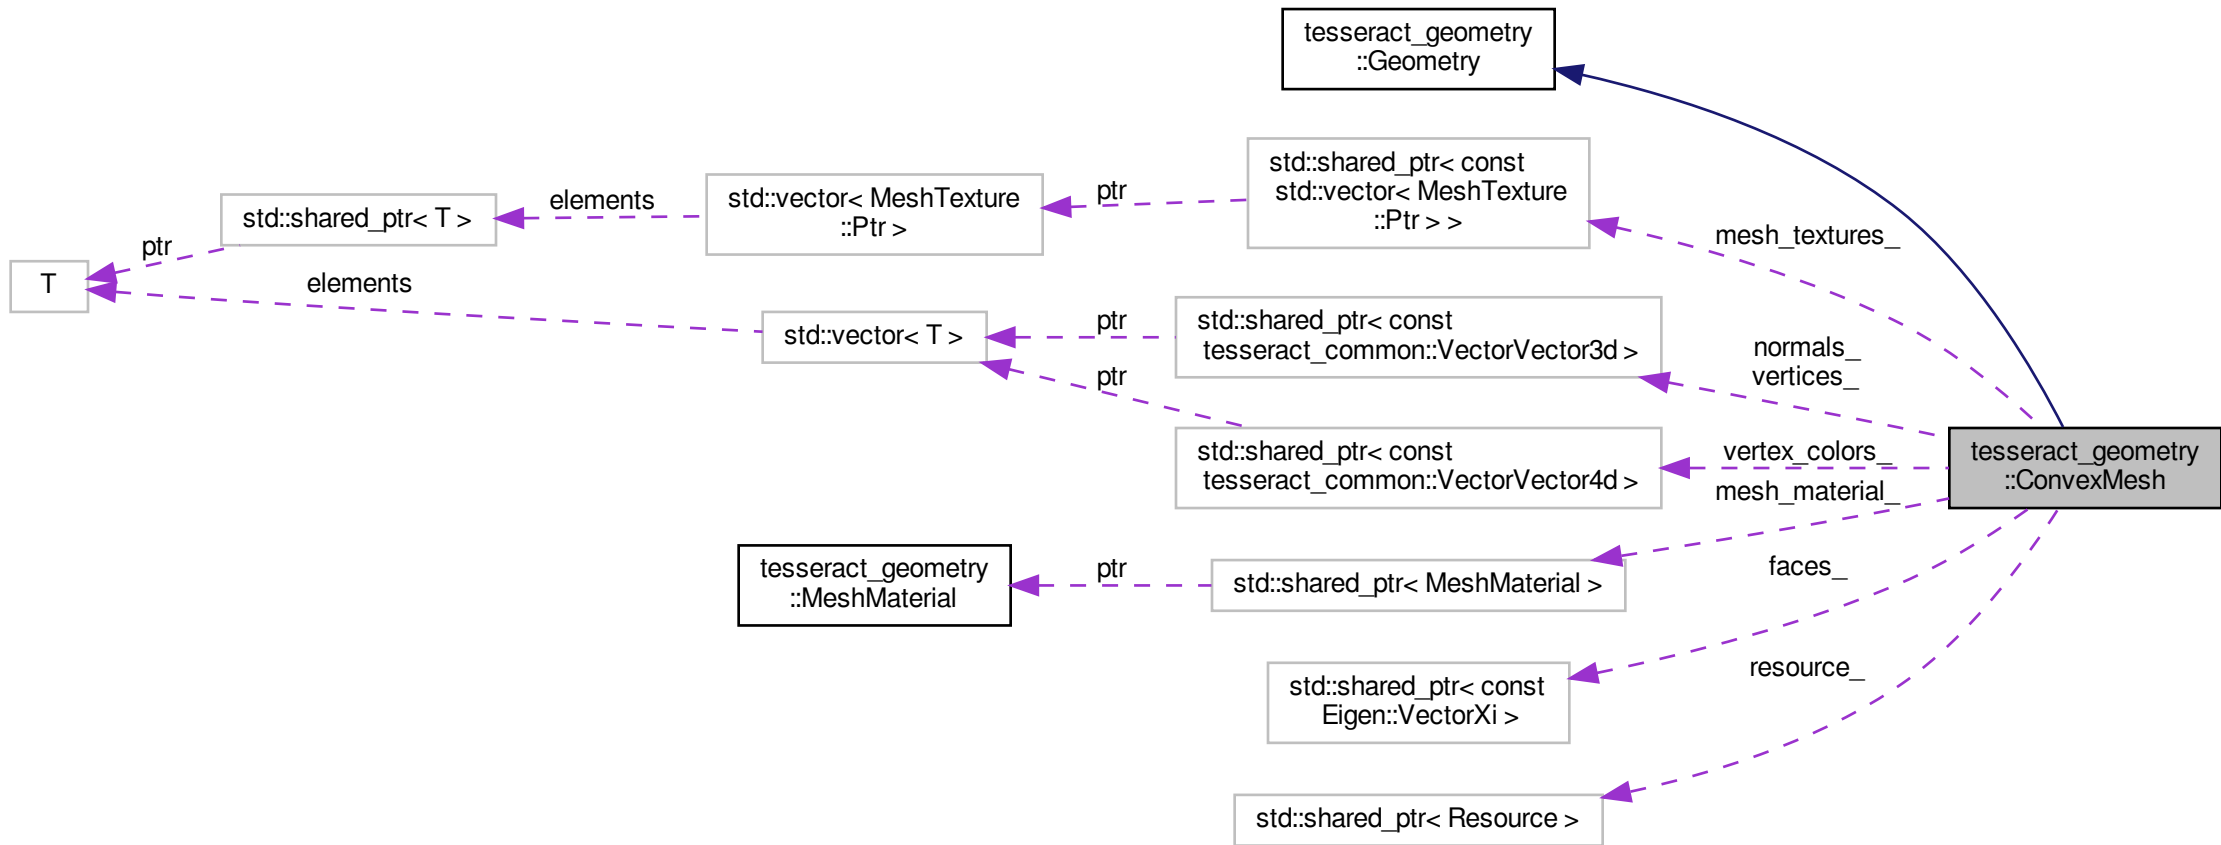 tesseract_geometry
::Geometry
std::shared_ptr< const
std::vector< MeshTexture
::Ptr > >
mesh_textures_
ptr
std::vector< MeshTexture
::Ptr >
elements
std::shared_ptr< T >
ptr
T
elements
std::vector< T >
ptr
std::shared_ptr< const
tesseract_common::VectorVector3d >
normals_
vertices_
ptr
std::shared_ptr< const
tesseract_common::VectorVector4d >
vertex_colors_
tesseract_geometry
::ConvexMesh
mesh_material_
tesseract_geometry
::MeshMaterial
ptr
std::shared_ptr< MeshMaterial >
faces_
std::shared_ptr< const
Eigen::VectorXi >
resource_
std::shared_ptr< Resource >